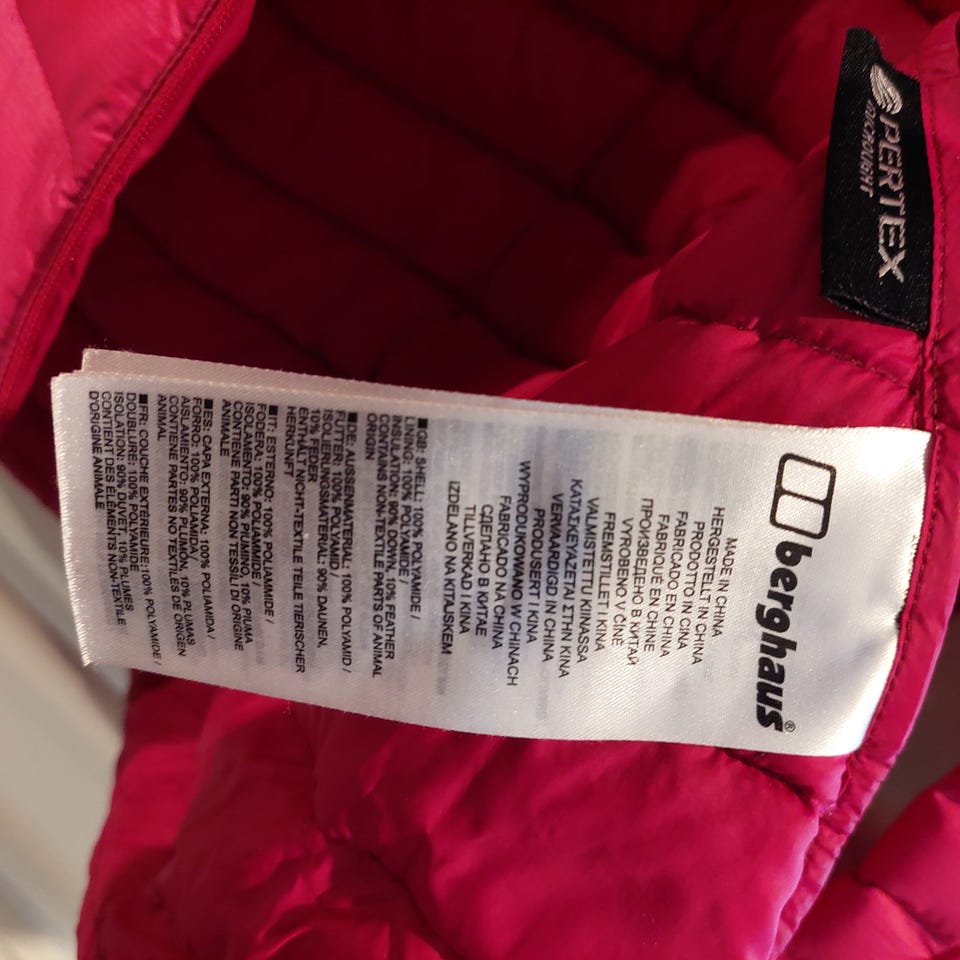 PERTEX
MICROLIGHT
berghaus®
MADE IN CHINA
HERGESTELLT IN CHINA
PRODOTTO IN CINA
FABRICADO EN CHINA
FABRIQUÉ EN CHINE
ПРОИЗВЕДЕНО В КИТАЙ
VYROBENO V ČÍNĚ
FREMSTILLET I KINA
VALMISTETTU KIINASSA
ΚΑΤΑΣΚΕΥΑΖΕΤΑΙ ΣΤΗΝ ΚΙΝΑ
VERVAARDIGD IN CHINA
PRODUSERT I KINA
WYPRODUKOWANO W CHINACH
FABRICADO NA CHINA
СДЕЛАНО В КИТАЕ
TILLVERKAD I KINA
IZDELANO NA KITAJSKEM
■GB: SHELL: 100% POLYAMIDE /
LINING: 100% POLYAMIDE /
INSULATION: 90% DOWN, 10% FEATHER
CONTAINS NON-TEXTILE PARTS OF ANIMAL
ORIGIN
■DE: AUSSENMATERIAL: 100% POLYAMID /
FUTTER: 100% POLYAMID /
ISOLIERUNGSMATERIAL: 90% DAUNEN,
10% FEDER
ENTHÄLT NICHT-TEXTILE TEILE TIERISCHER
HERKUNFT
■IT: ESTERNO: 100% POLIAMMIDE /
FODERA: 100% POLIAMMIDE /
ISOLAMENTO: 90% PIUMINO, 10% PIUMA
CONTIENE PARTI NON TESSILI DI ORIGINE
ANIMALE
■ES: CAPA EXTERNA: 100% POLIAMIDA /
FORRO: 100% POLIAMIDA /
AISLAMIENTO: 90% PLUMÓN, 10% PLUMAS
CONTIENE PARTES NO TEXTILES DE ORIGEN
ANIMAL
■FR: COUCHE EXTÉRIEURE:100% POLYAMIDE /
DOUBLURE: 100% POLYAMIDE /
ISOLATION: 90% DUVET, 10% PLUMES
CONTIENT DES ÉLÉMENTS NON-TEXTILE
D'ORIGINE ANIMALE